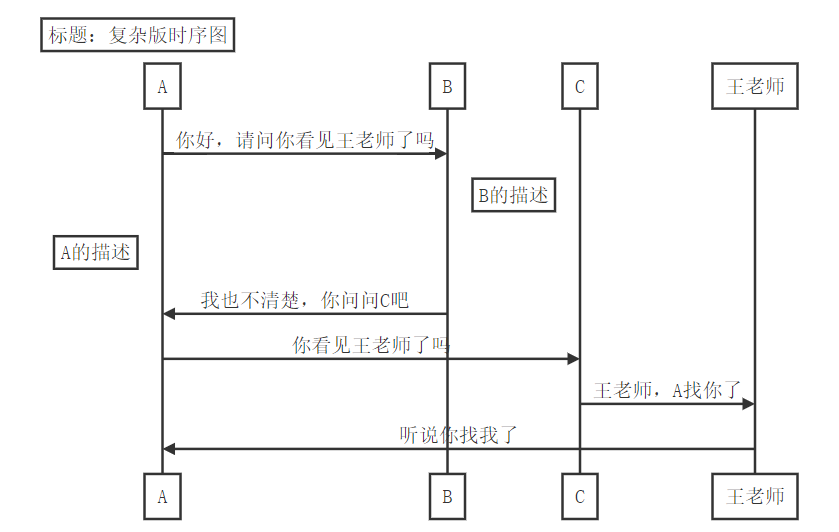 标题: 复杂版时序图
A
B
C
王老师
你好，请问你看见王老师了吗
B的描述
A的描述
我也不清楚，你问问C吧
你看见王老师了吗
王老师，A找你了
听说你找我了
A
B
C
王老师